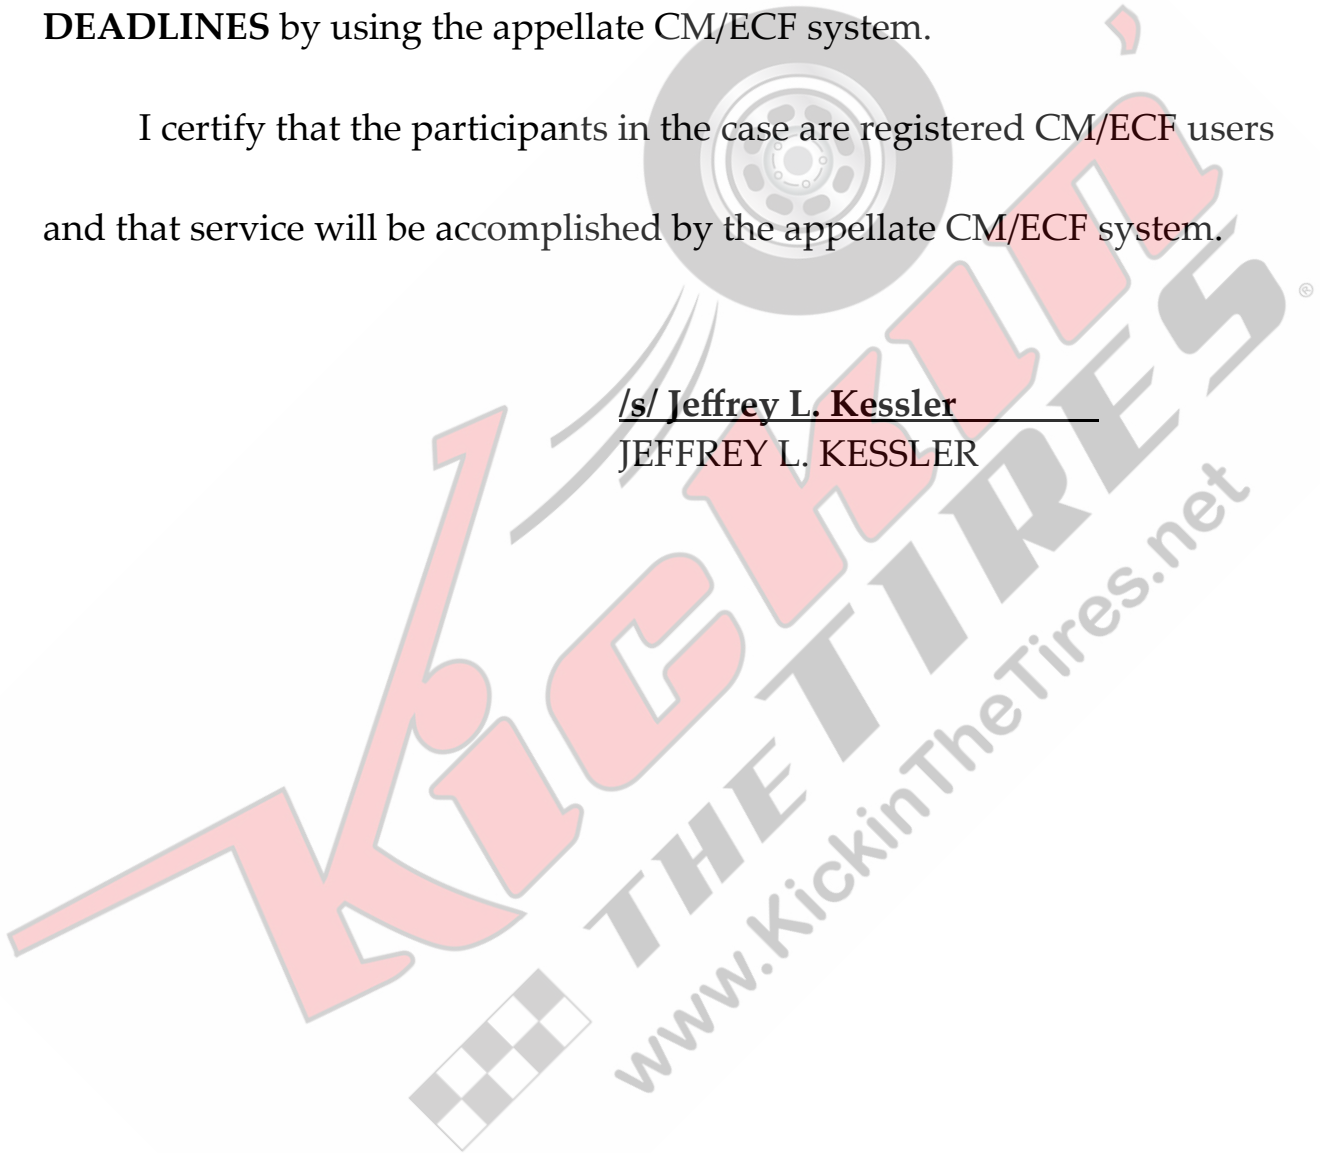 DEADLINES by using the appellate CM/ECF system.
I certify that the participants in the case are registered CM/ECF users
and that service will be accomplished by the appellate CM/ECF system.
/s/ Jeffrey L. Kessler
JEFFREY L. KESSLER
Kickin'
THE TIRES®
www.KickinTheTires.net